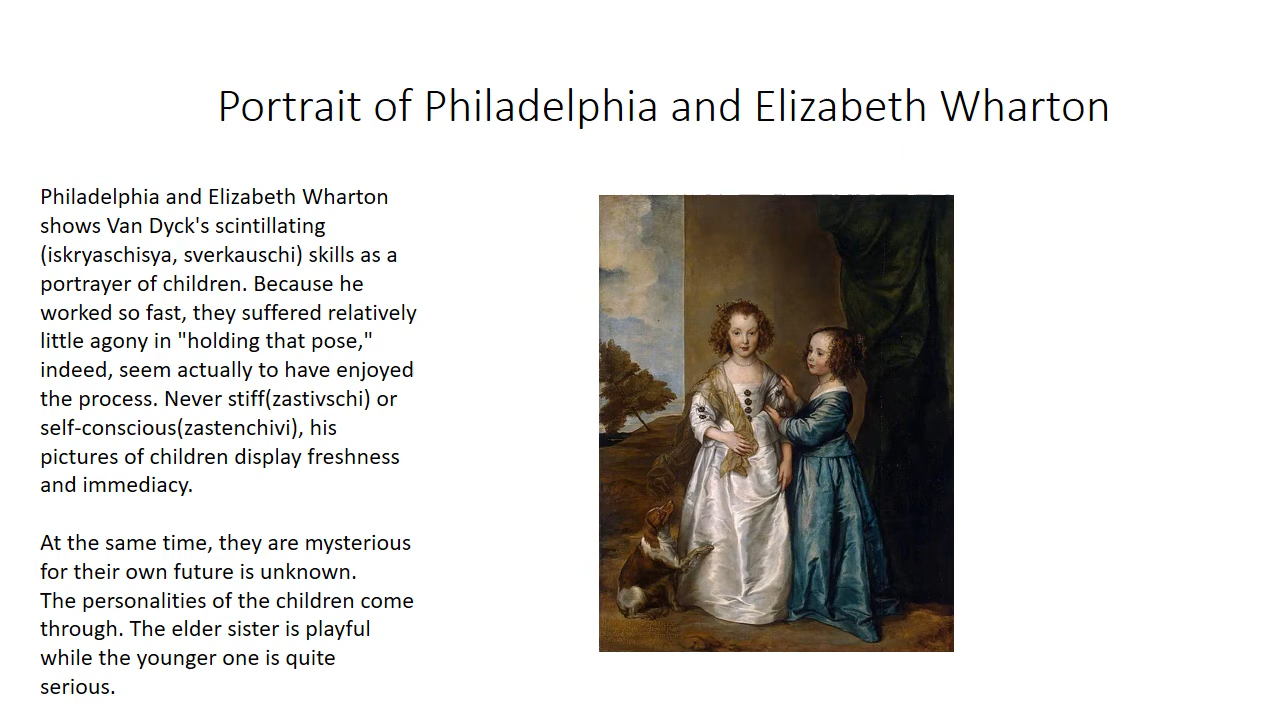 Portrait of Philadelphia and Elizabeth Wharton
Philadelphia and Elizabeth Wharton
shows Van Dyck's scintillating
(iskryaschisya, sverkauschi) skills as a
portrayer of children. Because he
worked so fast, they suffered relatively
little agony in "holding that pose,"
indeed, seem actually to have enjoyed
the process. Never stiff(zastivschi) or
self-conscious(zastenchivi), his
pictures of children display freshness
and immediacy.
At the same time, they are mysterious
for their own future is unknown.
The personalities of the children come
through. The elder sister is playful
while the younger one is quite
serious.